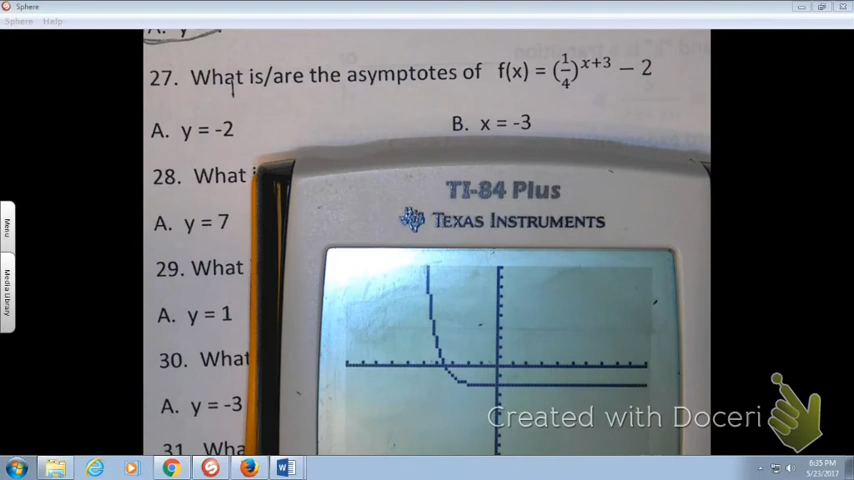 Sphere
Sphere Help
27. What is/are the asymptotes of f(x) = (1/4)^{x+3} − 2
A. y = -2 B. x = -3
28. What
TI-84 Plus
A. y = 7
TEXAS INSTRUMENTS
29. What
A. y = 1
30. What
A. y = -3
31. Wha
Created with Doceri
Menu
Media Library
6:35 PM
5/23/2017